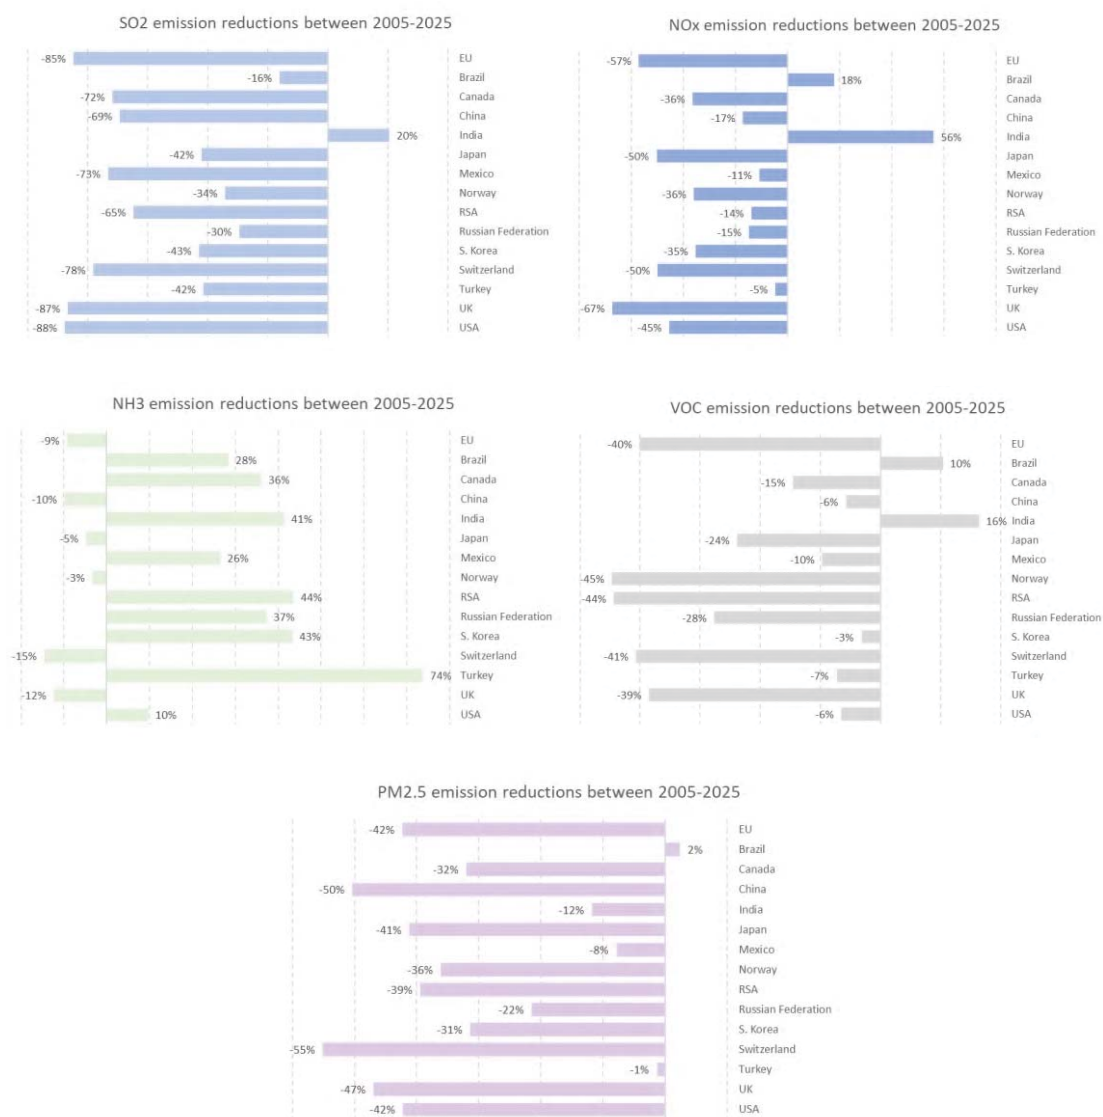 SO2 emission reductions between 2005-2025
-85% EU
-16% Brazil
-72% Canada
-69% China
20% India
-42% Japan
-73% Mexico
-34% Norway
-65% RSA
-30% Russian Federation
-43% S. Korea
-78% Switzerland
-42% Turkey
-87% UK
-88% USA
NOx emission reductions between 2005-2025
-57% EU
18% Brazil
-36% Canada
-17% China
56% India
-50% Japan
-11% Mexico
-36% Norway
-14% RSA
-15% Russian Federation
-35% S. Korea
-50% Switzerland
-5% Turkey
-67% UK
-45% USA
NH3 emission reductions between 2005-2025
-9% EU
28% Brazil
36% Canada
-10% China
41% India
-5% Japan
26% Mexico
-3% Norway
44% RSA
37% Russian Federation
43% S. Korea
-15% Switzerland
74% Turkey
-12% UK
10% USA
VOC emission reductions between 2005-2025
-40% EU
10% Brazil
-15% Canada
-6% China
16% India
-24% Japan
-10% Mexico
-45% Norway
-44% RSA
-28% Russian Federation
-3% S. Korea
-41% Switzerland
-7% Turkey
-39% UK
-6% USA
PM2.5 emission reductions between 2005-2025
-42% EU
2% Brazil
-32% Canada
-50% China
-12% India
-41% Japan
-8% Mexico
-36% Norway
-39% RSA
-22% Russian Federation
-31% S. Korea
-55% Switzerland
-1% Turkey
-47% UK
-42% USA